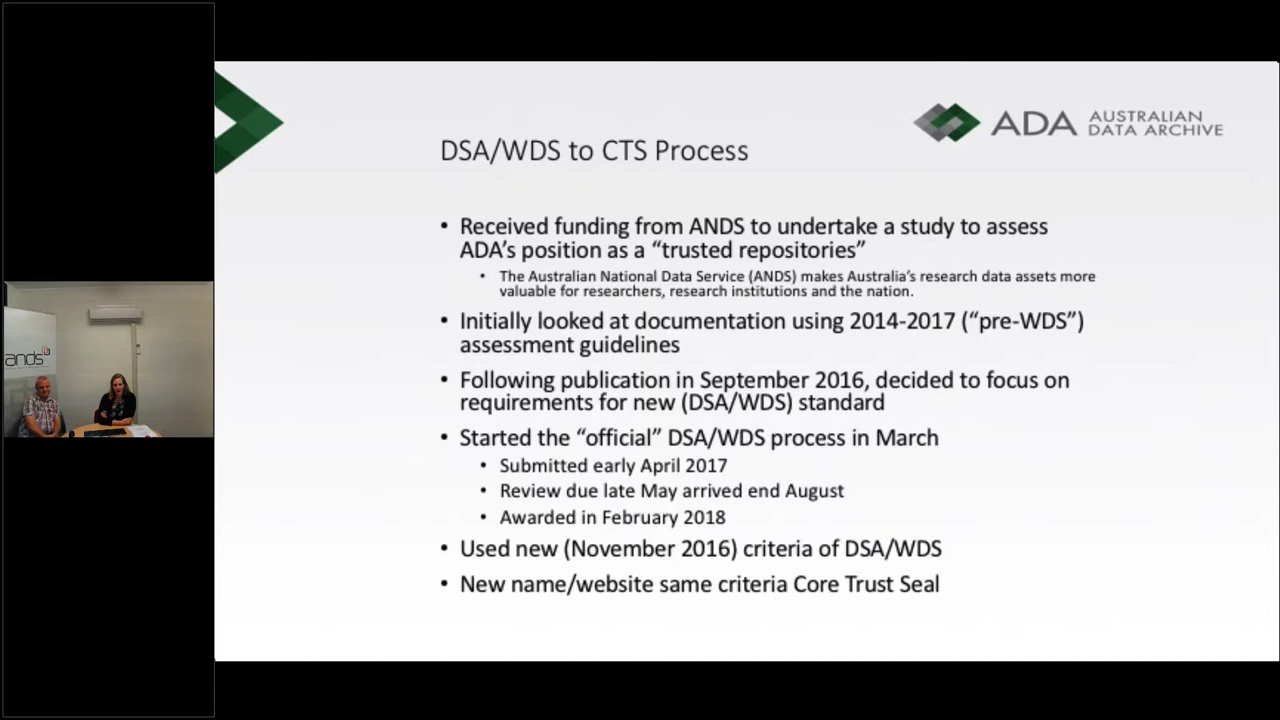 ADA AUSTRALIAN
DATA ARCHIVE
DSA/WDS to CTS Process
• Received funding from ANDS to undertake a study to assess
ADA's position as a “trusted repositories”
• The Australian National Data Service (ANDS) makes Australia's research data assets more
valuable for researchers, research institutions and the nation.
• Initially looked at documentation using 2014-2017 (“pre-WDS”)
assessment guidelines
• Following publication in September 2016, decided to focus on
requirements for new (DSA/WDS) standard
• Started the “official” DSA/WDS process in March
• Submitted early April 2017
• Review due late May arrived end August
• Awarded in February 2018
• Used new (November 2016) criteria of DSA/WDS
• New name/website same criteria Core Trust Seal
ands